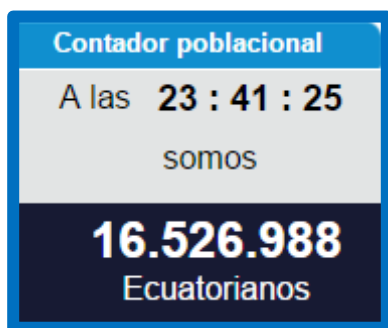 Contador poblacional
A las 23 : 41 : 25
somos
16.526.988
Ecuatorianos